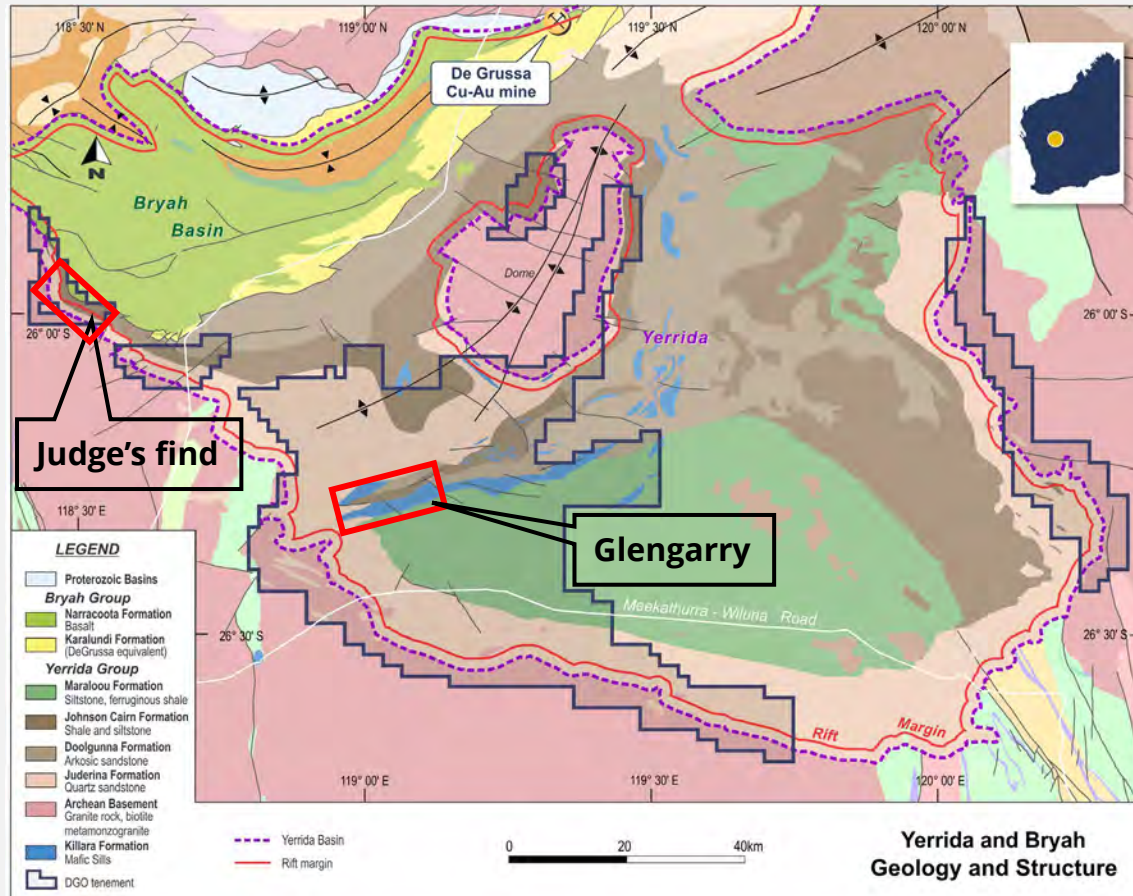 118° 30' N
119° 00' N
119° 30' N
120° 00' N
De Grussa
Cu-Au mine
N
Bryah
Basin
Dome
26° 00' S
26° 00' S
Yerrida
Judge's find
Glengarry
118° 30' E
Meekathurra - Wiluna Road
26° 30' S
26° 30' S
Rift Margin
LEGEND
Proterozoic Basins
Bryah Group
Narracoota Formation
Basalt
Karalundi Formation
(DeGrussa equivalent)
Yerrida Group
Maraloou Formation
Siltstone, ferruginous shale
Johnson Cairn Formation
Shale and siltstone
Doolgunna Formation
Arkosic sandstone
Juderina Formation
Quartz sandstone
Archean Basement
Granite rock, biotite
metamonzogranite
Killara Formation
Mafic Sills
DGO tenement
119° 00' E
119° 30' E
120° 00' E
Yerrida Basin
Rift margin
0 20 40km
Yerrida and Bryah
Geology and Structure